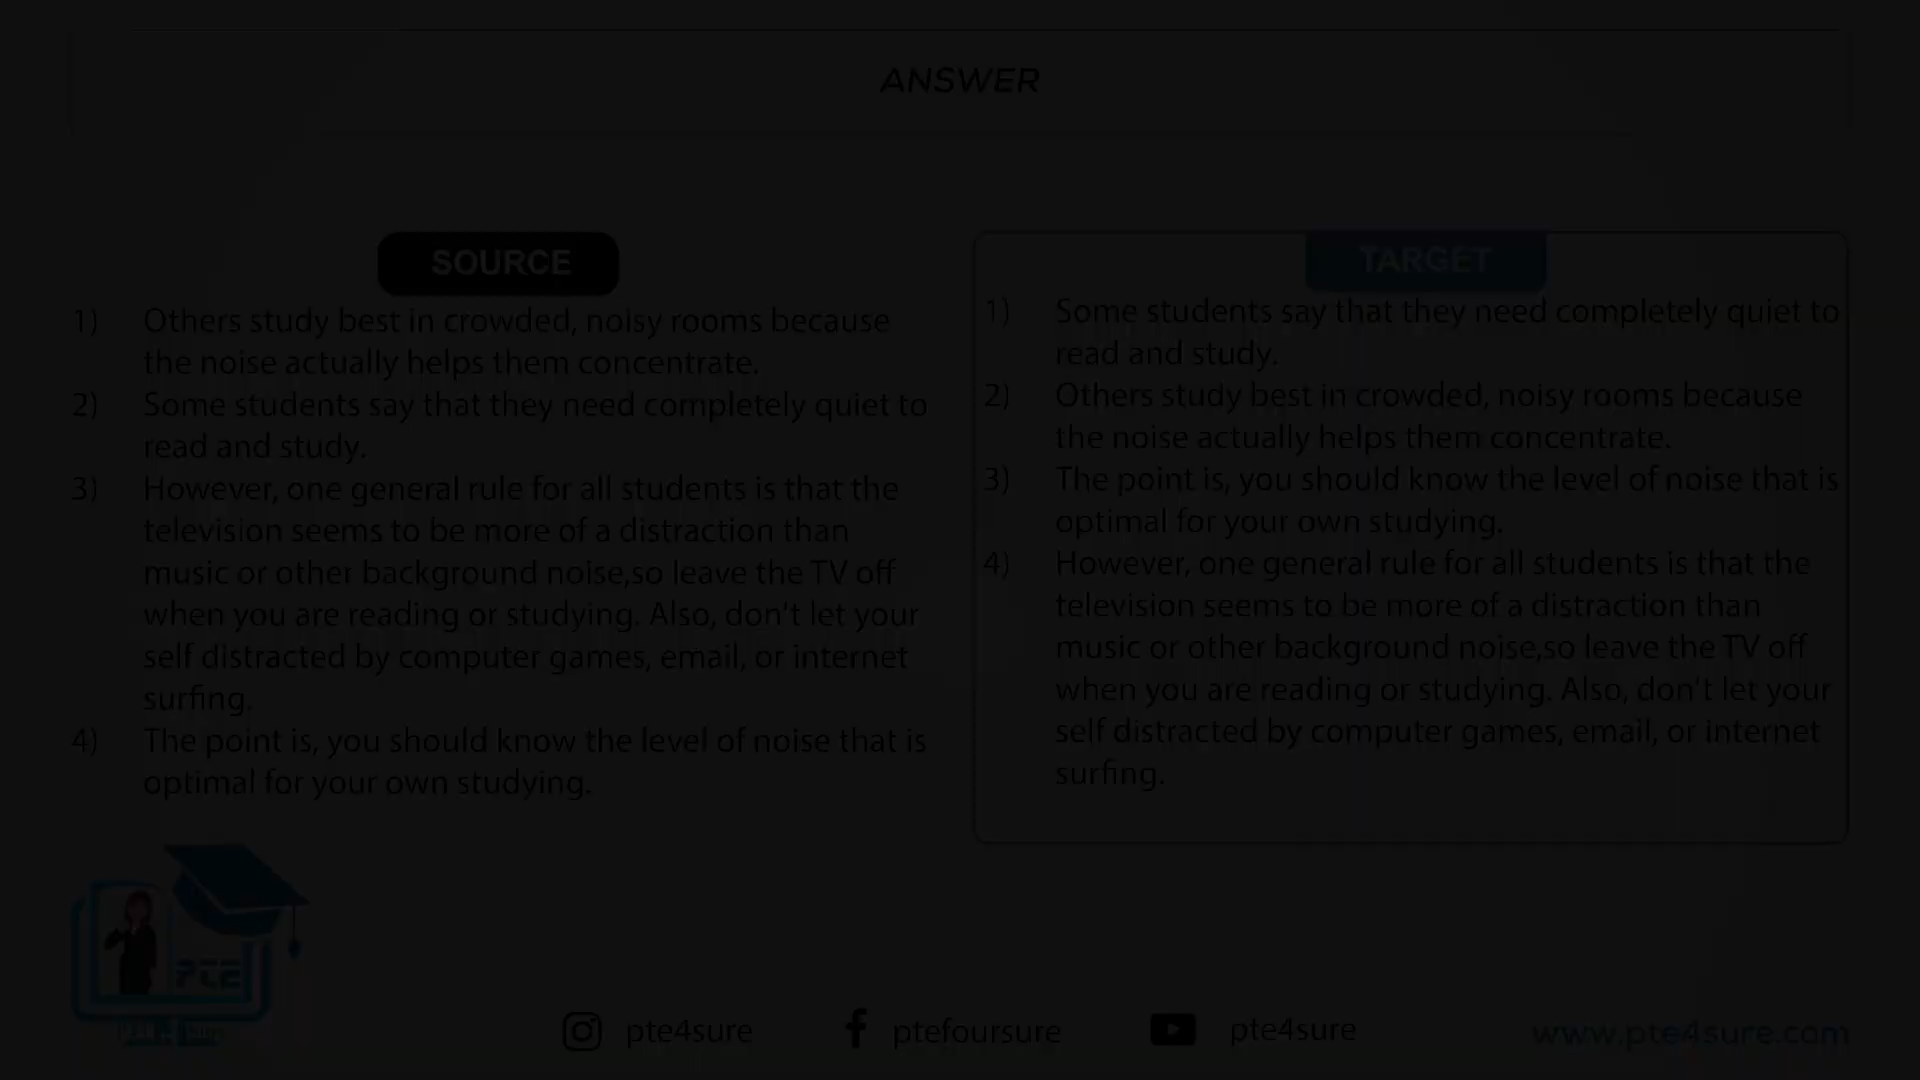 ANSWER
SOURCE
1) Others study best in crowded, noisy rooms because
the noise actually helps them concentrate.
2) Some students say that they need completely quiet to
read and study.
3) However, one general rule for all students is that the
television seems to be more of a distraction than
music or other background noise,so leave the TV off
when you are reading or studying. Also, don't let your
self distracted by computer games, email, or internet
surfing.
4) The point is, you should know the level of noise that is
optimal for your own studying.
TARGET
1) Some students say that they need completely quiet to
read and study.
2) Others study best in crowded, noisy rooms because
the noise actually helps them concentrate.
3) The point is, you should know the level of noise that is
optimal for your own studying.
4) However, one general rule for all students is that the
television seems to be more of a distraction than
music or other background noise,so leave the TV off
when you are reading or studying. Also, don't let your
self distracted by computer games, email, or internet
surfing.
PTE
pte4sure
ptefoursure
pte4sure
www.pte4sure.com